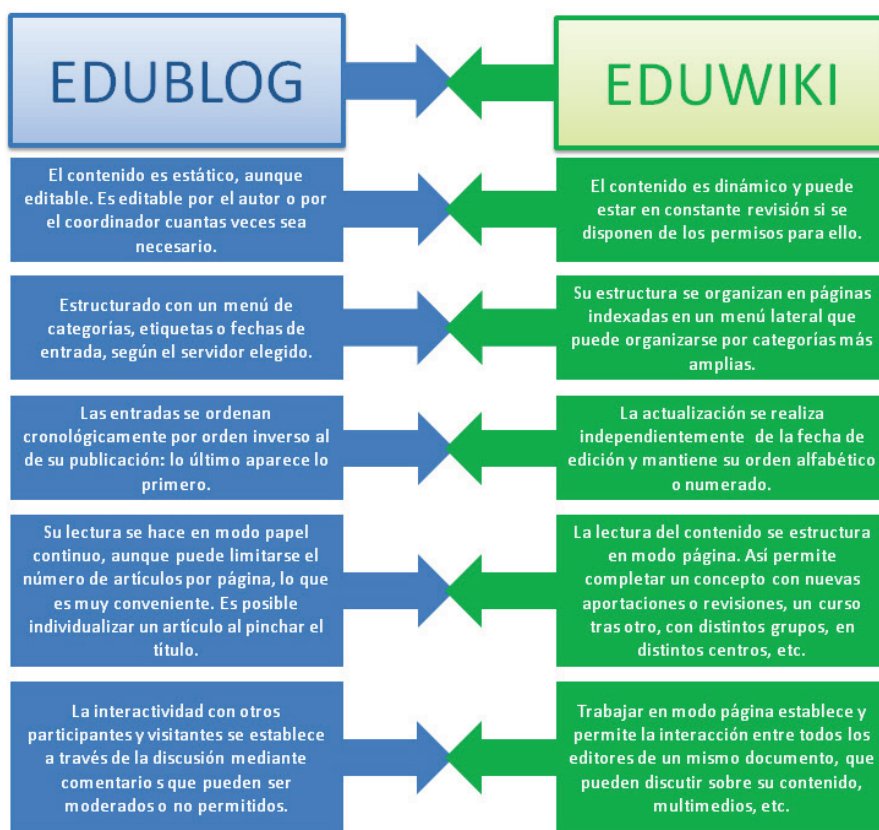 EDUBLOG
EDUWIKI
El contenido es estático, aunque
editable. Es editable por el autor o por
el coordinador cuantas veces sea
necesario.
El contenido es dinámico y puede
estar en constante revisión si se
disponen de los permisos para ello.
Estructurado con un menú de
categorías, etiquetas o fechas de
entrada, según el servidor elegido.
Su estructura se organizan en páginas
indexadas en un menú lateral que
puede organizarse por categorías más
amplias.
Las entradas se ordenan
cronológicamente por orden inverso al
de su publicación: lo último aparece lo
primero.
La actualización se realiza
independientemente de la fecha de
edición y mantiene su orden alfabético
o numerado.
Su lectura se hace en modo papel
continuo, aunque puede limitarse el
número de artículos por página, lo que
es muy conveniente. Es posible
individualizar un artículo al pinchar el
título.
La lectura del contenido se estructura
en modo página. Así permite
completar un concepto con nuevas
aportaciones o revisiones, un curso
tras otro, con distintos grupos, en
distintos centros, etc.
La interactividad con otros
participantes y visitantes se establece
a través de la discusión mediante
comentario s que pueden ser
moderados o no permitidos.
Trabajar en modo página establece y
permite la interacción entre todos los
editores de un mismo documento, que
pueden discutir sobre su contenido,
multimedios, etc.